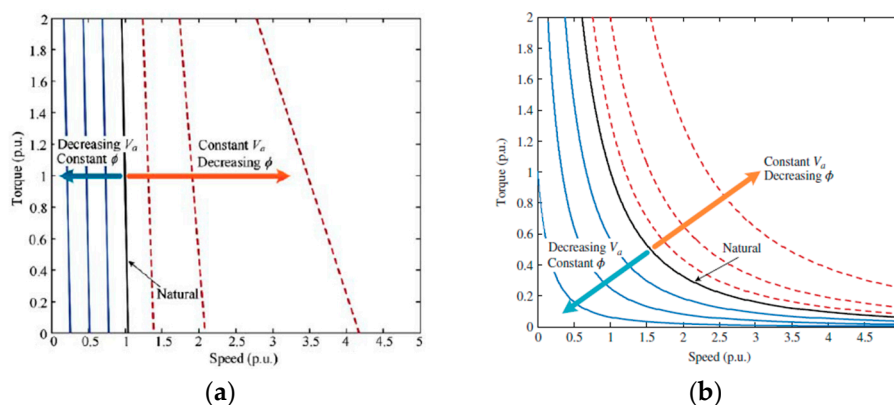 2
1.8
1.6
1.4
1.2
1
0.8
0.6
0.4
0.2
0
Torque (p.u.)
Decreasing Va
Constant ϕ
Constant Va
Decreasing ϕ
Natural
0 0.5 1 1.5 2 2.5 3 3.5 4 4.5 5
Speed (p.u.)
(a)
2
1.8
1.6
1.4
1.2
1
0.8
0.6
0.4
0.2
0
Torque (p.u.)
Constant Va
Decreasing ϕ
Decreasing Va
Constant ϕ
Natural
0 0.5 1 1.5 2 2.5 3 3.5 4 4.5
Speed (p.u.)
(b)